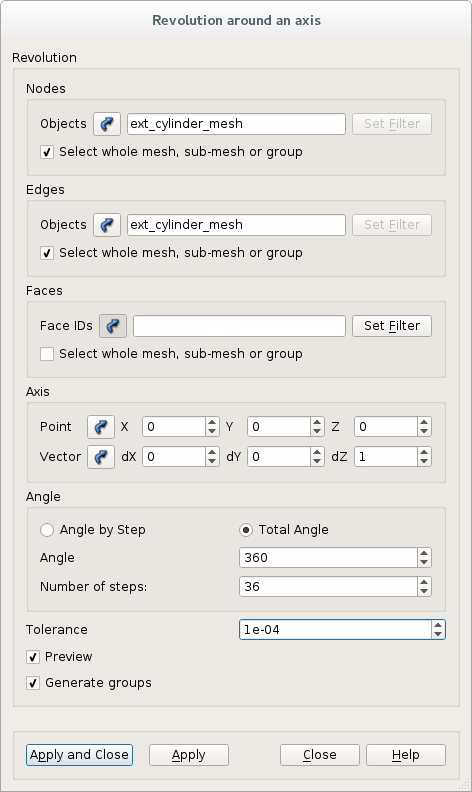 Revolution around an axis
Revolution
Nodes
Objects ext_cylinder_mesh Set Filter
Select whole mesh, sub-mesh or group
Edges
Objects ext_cylinder_mesh Set Filter
Select whole mesh, sub-mesh or group
Faces
Face IDs Set Filter
Select whole mesh, sub-mesh or group
Axis
Point X 0 Y 0 Z 0
Vector dX 0 dY 0 dZ 1
Angle
Angle by Step Total Angle
Angle 360
Number of steps: 36
Tolerance 1e-04
Preview
Generate groups
Apply and Close Apply Close Help